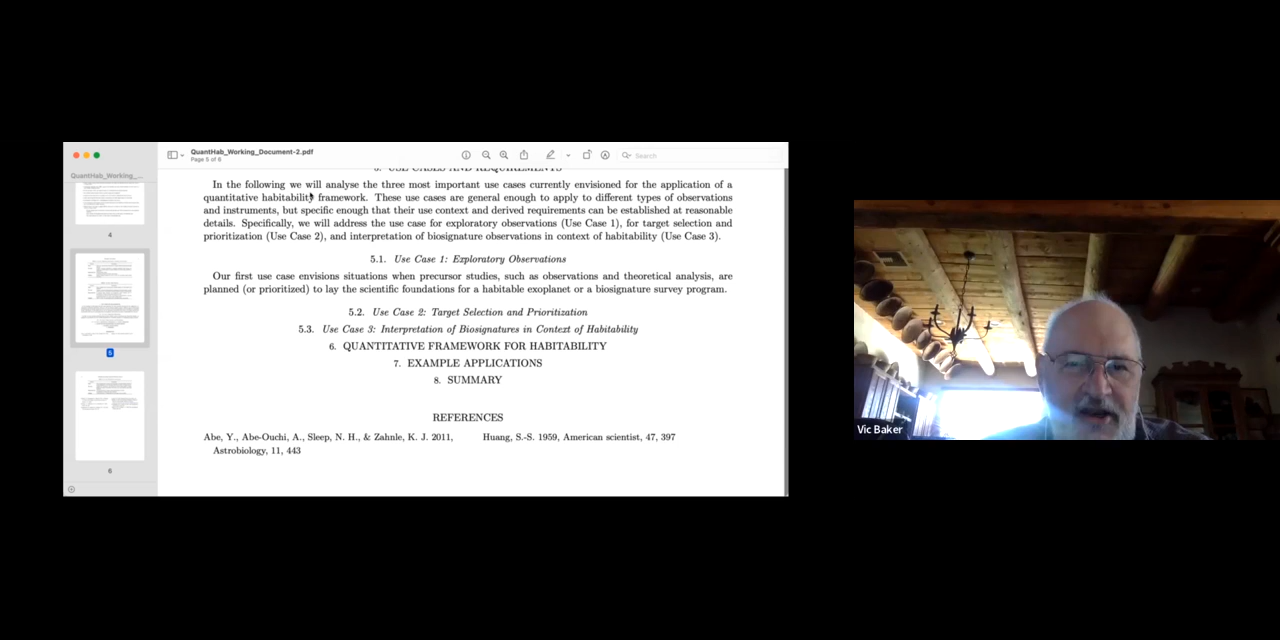 QuantHab_Working_Document-2.pdf
Page 5 of 6
Search
QuantHab_Working_...
4
5
6
5. USE CASES AND REQUIREMENTS
In the following we will analyse the three most important use cases currently envisioned for the application of a
quantitative habitability framework. These use cases are general enough to apply to different types of observations
and instruments, but specific enough that their use context and derived requirements can be established at reasonable
details. Specifically, we will address the use case for exploratory observations (Use Case 1), for target selection and
prioritization (Use Case 2), and interpretation of biosignature observations in context of habitability (Use Case 3).
5.1. Use Case 1: Exploratory Observations
Our first use case envisions situations when precursor studies, such as observations and theoretical analysis, are
planned (or prioritized) to lay the scientific foundations for a habitable exoplanet or a biosignature survey program.
5.2. Use Case 2: Target Selection and Prioritization
5.3. Use Case 3: Interpretation of Biosignatures in Context of Habitability
6. QUANTITATIVE FRAMEWORK FOR HABITABILITY
7. EXAMPLE APPLICATIONS
8. SUMMARY
REFERENCES
Abe, Y., Abe-Ouchi, A., Sleep, N. H., & Zahnle, K. J. 2011,
Astrobiology, 11, 443
Huang, S.-S. 1959, American scientist, 47, 397
Vic Baker